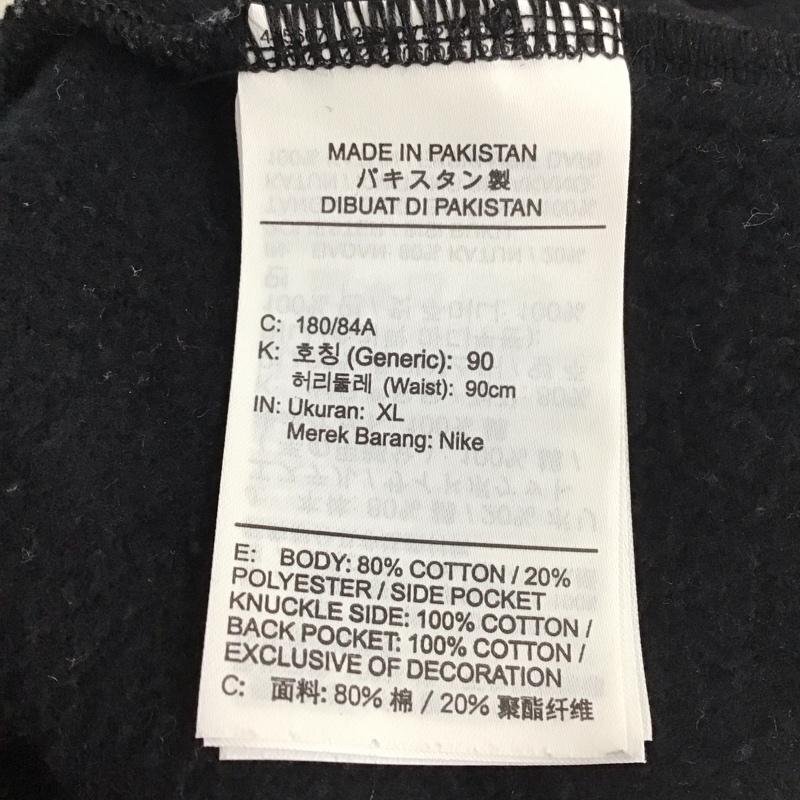 MADE IN PAKISTAN
パキスタン製
DIBUAT DI PAKISTAN
C: 180/84A
K: 호칭 (Generic): 90
허리둘레 (Waist): 90cm
IN: Ukuran: XL
Merek Barang: Nike
E: BODY: 80% COTTON / 20%
POLYESTER / SIDE POCKET
KNUCKLE SIDE: 100% COTTON /
BACK POCKET: 100% COTTON /
EXCLUSIVE OF DECORATION
C: 面料: 80% 棉 / 20% 聚酯纤维